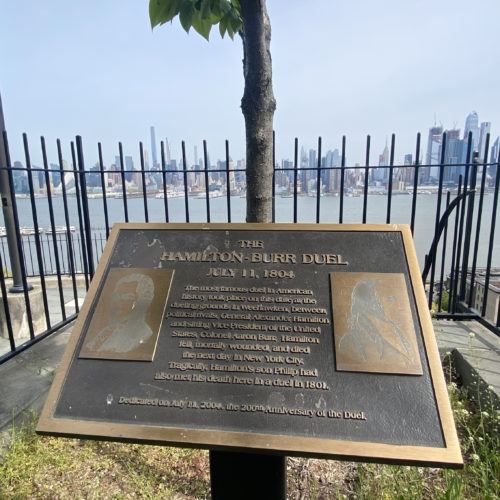 THE
HAMILTON-BURR DUEL
JULY 11, 1804
The most famous duel in American
history took place on this date at the
dueling grounds in Weehawken, between
political rivals, General Alexander Hamilton
and sitting Vice-President of the United
States, Colonel Aaron Burr. Hamilton
fell, mortally wounded, and died
the next day in New York City.
Tragically, Hamilton's son Philip had
also met his death here in a duel in 1801.
Dedicated on July 11, 2004, the 200th Anniversary of the Duel.